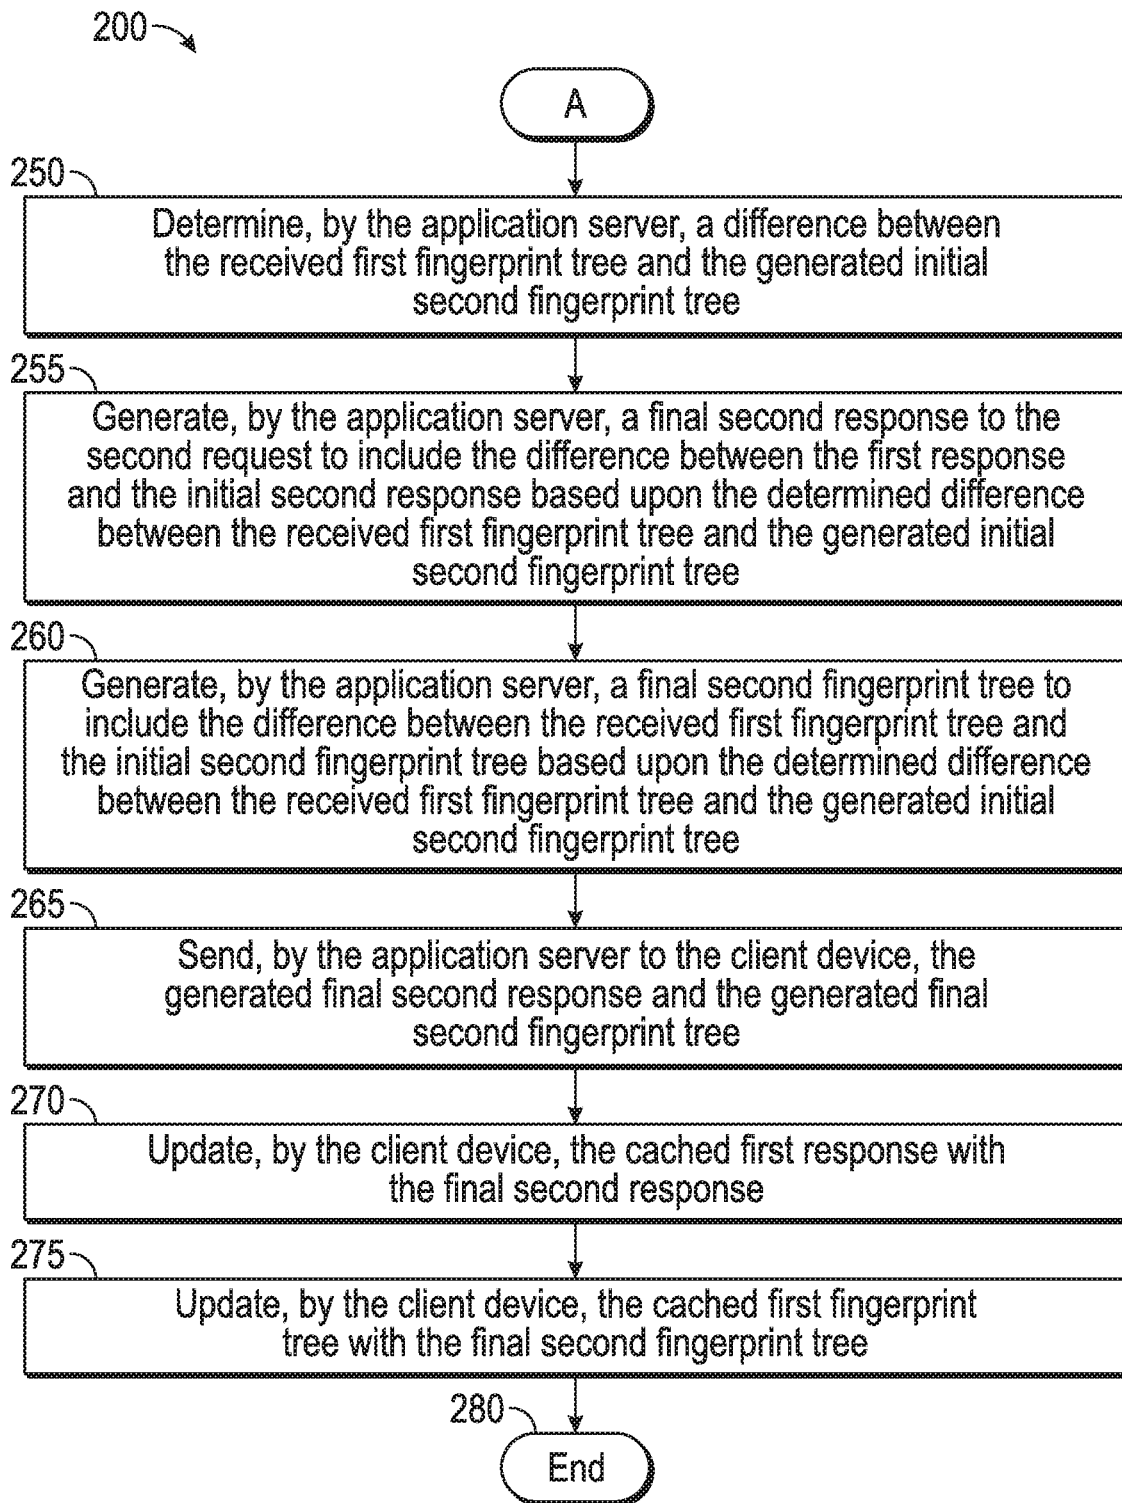 200
A
250
Determine, by the application server, a difference between
the received first fingerprint tree and the generated initial
second fingerprint tree
255
Generate, by the application server, a final second response to the
second request to include the difference between the first response
and the initial second response based upon the determined difference
between the received first fingerprint tree and the generated initial
second fingerprint tree
260
Generate, by the application server, a final second fingerprint tree to
include the difference between the received first fingerprint tree and
the initial second fingerprint tree based upon the determined difference
between the received first fingerprint tree and the generated initial
second fingerprint tree
265
Send, by the application server to the client device, the
generated final second response and the generated final
second fingerprint tree
270
Update, by the client device, the cached first response with
the final second response
275
Update, by the client device, the cached first fingerprint
tree with the final second fingerprint tree
280
End